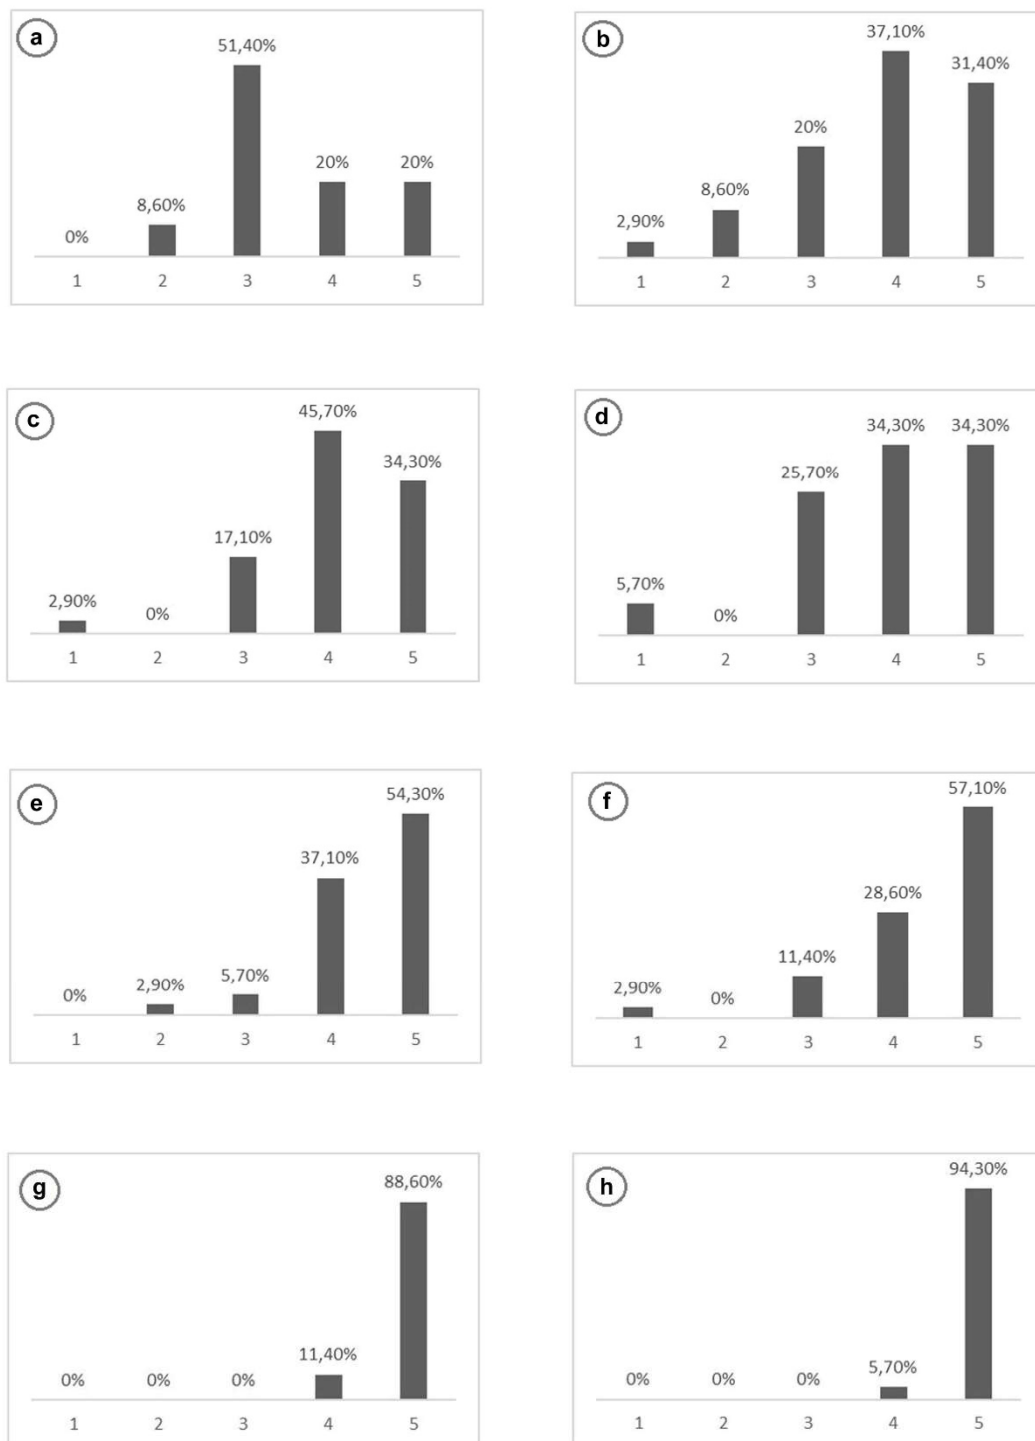 a
51,40%
20% 20%
8,60%
0%
1 2 3 4 5
b
37,10%
31,40%
20%
8,60%
2,90%
1 2 3 4 5
c
45,70%
34,30%
17,10%
2,90% 0%
1 2 3 4 5
d
34,30% 34,30%
25,70%
5,70%
0%
1 2 3 4 5
e
54,30%
37,10%
0% 2,90% 5,70%
1 2 3 4 5
f
57,10%
28,60%
11,40%
2,90% 0%
1 2 3 4 5
g
88,60%
11,40%
0% 0% 0%
1 2 3 4 5
h
94,30%
5,70%
0% 0% 0%
1 2 3 4 5